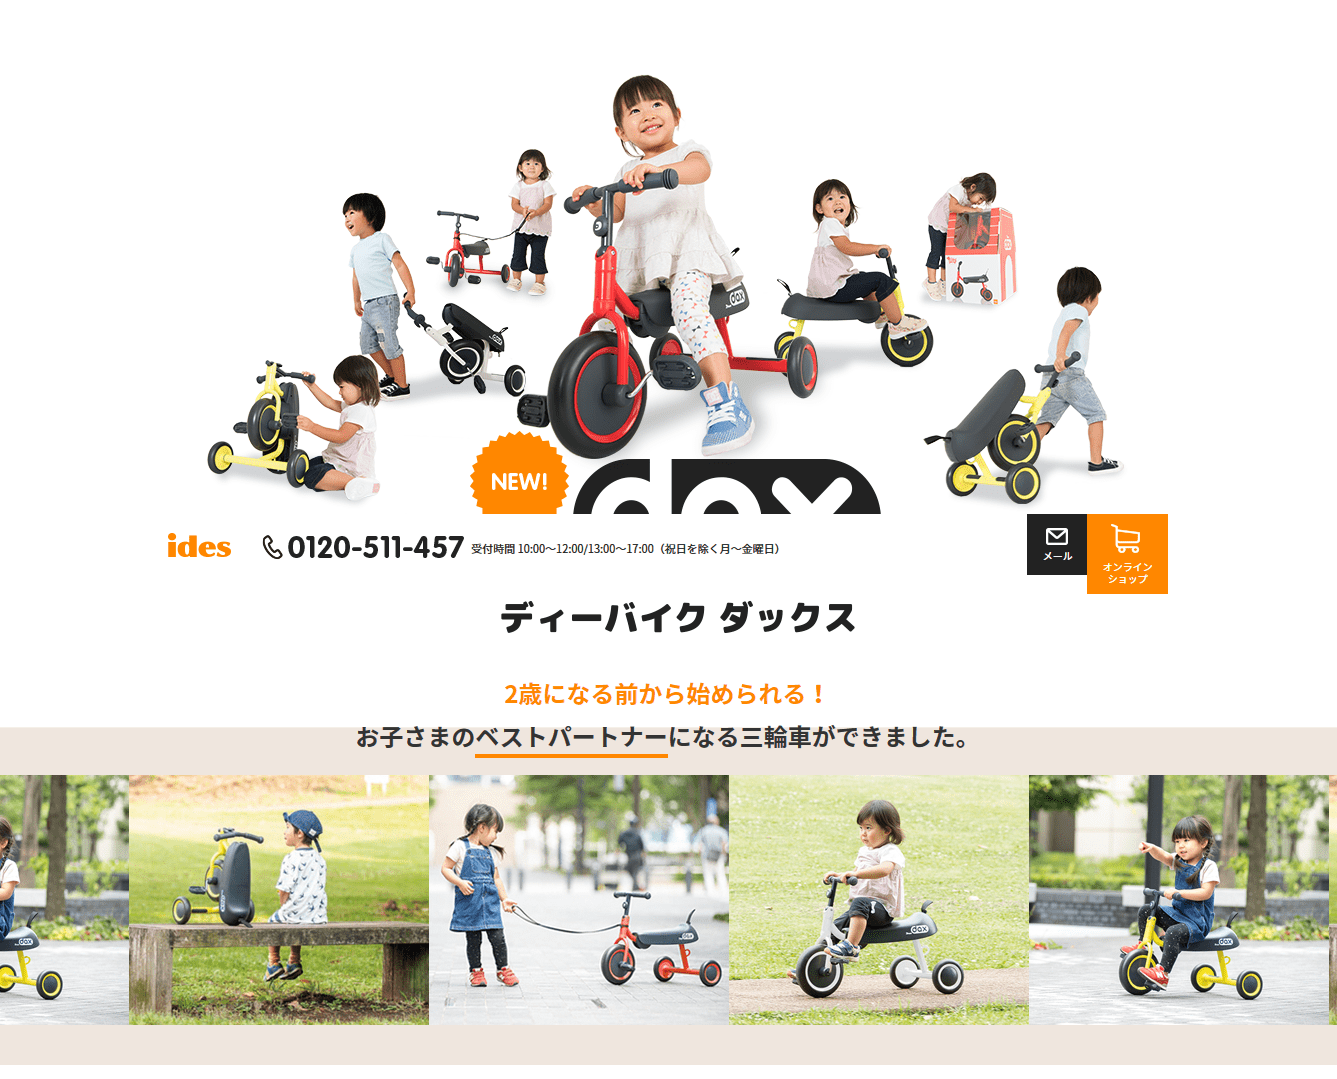 NEW!
dax
ides
0120-511-457 受付時間 10:00〜12:00/13:00〜17:00（祝日を除く月〜金曜日）
メール
オンライン
ショップ
ディーバイク ダックス
2歳になる前から始められる！
お子さまのベストパートナーになる三輪車ができました。